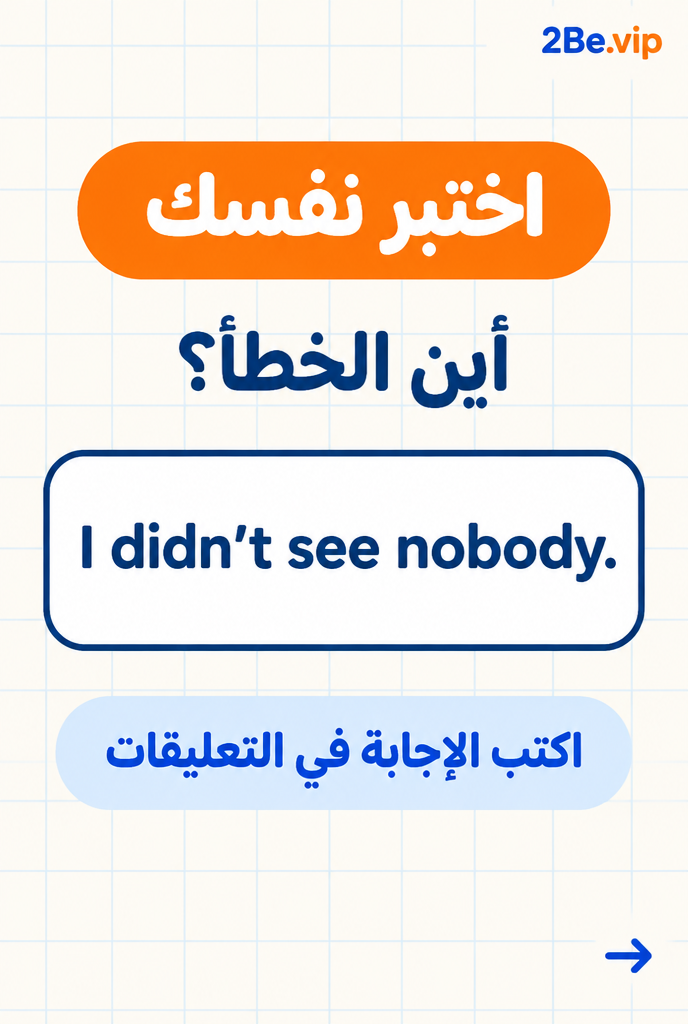 2Be.vip
اختبر نفسك
أين الخطأ؟
I didn’t see nobody.
اكتب الإجابة في التعليقات